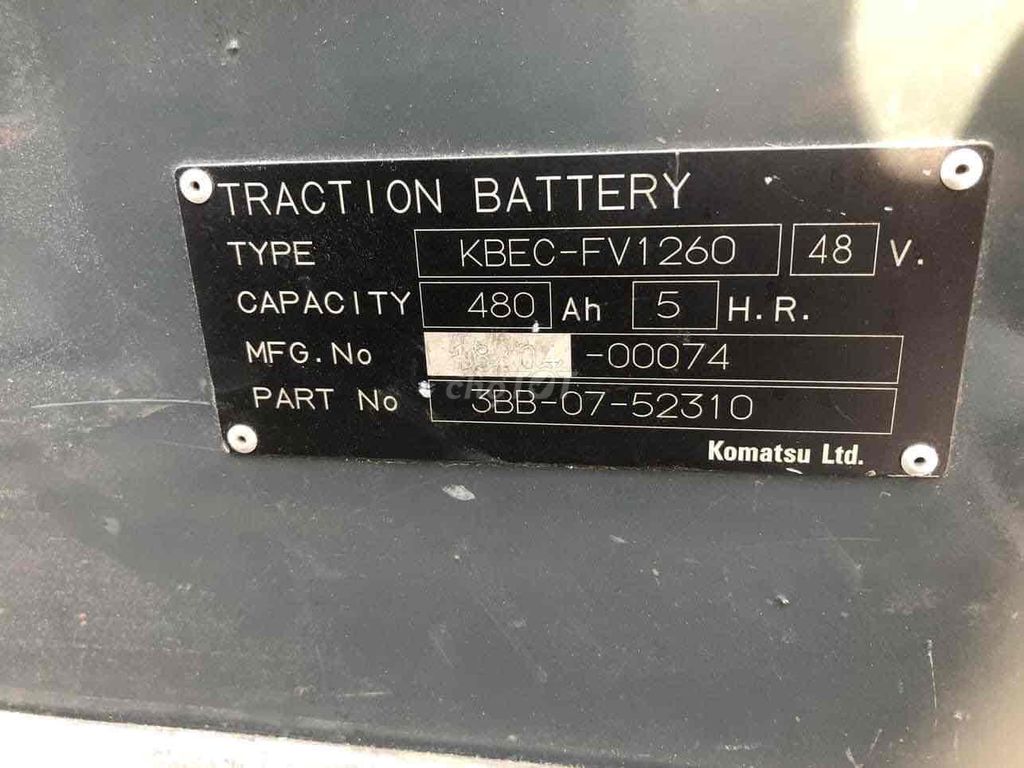 TRACTION BATTERY
TYPE KBEC-FV1260 48 V.
CAPACITY 480 Ah 5 H.R.
MFG.No -00074
chợTỐT
PART No 3BB-07-52310
Komatsu Ltd.